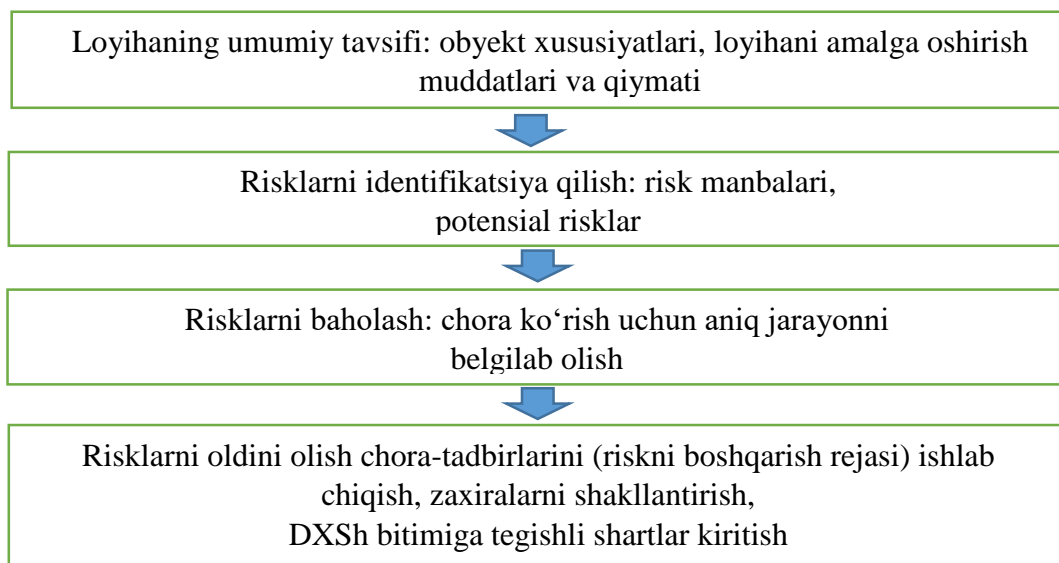 Loyihaning umumiy tavsifi: obyekt xususiyatlari, loyihani amalga oshirish
muddatlari va qiymati
Risklarni identifikatsiya qilish: risk manbalari,
potensial risklar
Risklarni baholash: chora ko‘rish uchun aniq jarayonni
belgilab olish
Risklarni oldini olish chora-tadbirlarini (riskni boshqarish rejasi) ishlab
chiqish, zaxiralarni shakllantirish,
DXSh bitimiga tegishli shartlar kiritish